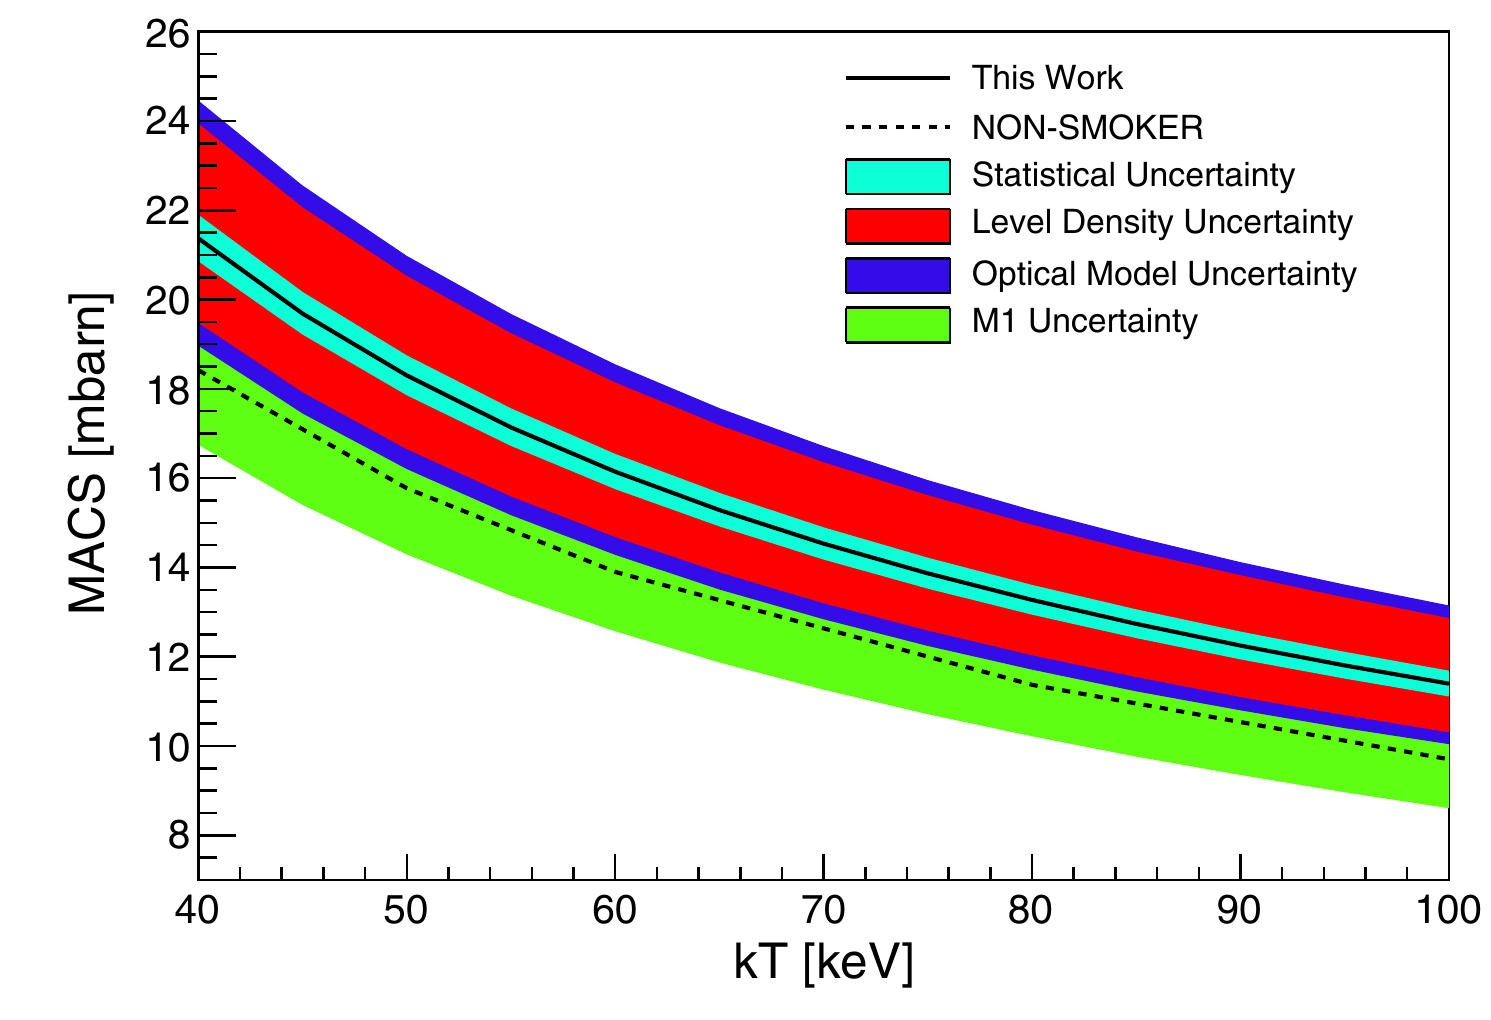 26
24
22
20
18
16
14
12
10
8
MACS [mbarn]
This Work
NON-SMOKER
Statistical Uncertainty
Level Density Uncertainty
Optical Model Uncertainty
M1 Uncertainty
40 50 60 70 80 90 100
kT [keV]